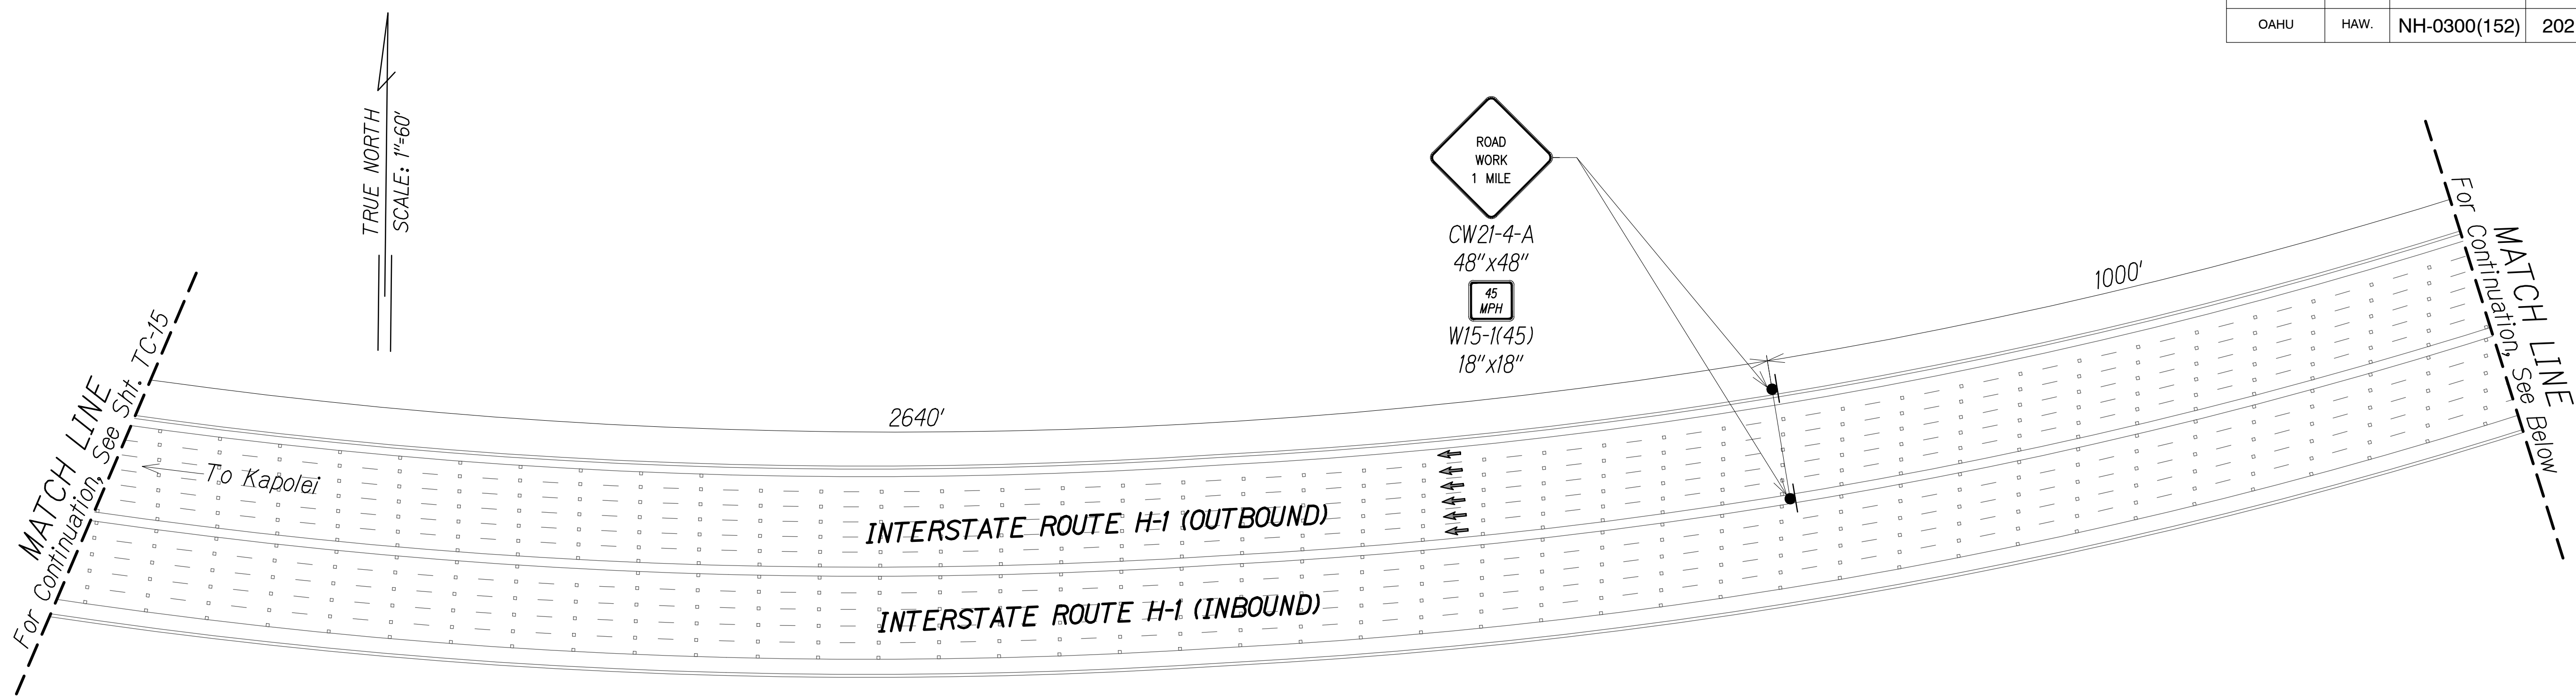 OAHU HAW. NH-0300(152) 202
TRUE NORTH
SCALE: 1"=60'
ROAD
WORK
1 MILE
CW21-4-A
48"x48"
45
MPH
W15-1(45)
18"x18"
MATCH LINE
For Continuation, See Sht. TC-15
2640'
1000'
MATCH LINE
For Continuation, See Below
To Kapolei
INTERSTATE ROUTE H-1 (OUTBOUND)
INTERSTATE ROUTE H-1 (INBOUND)